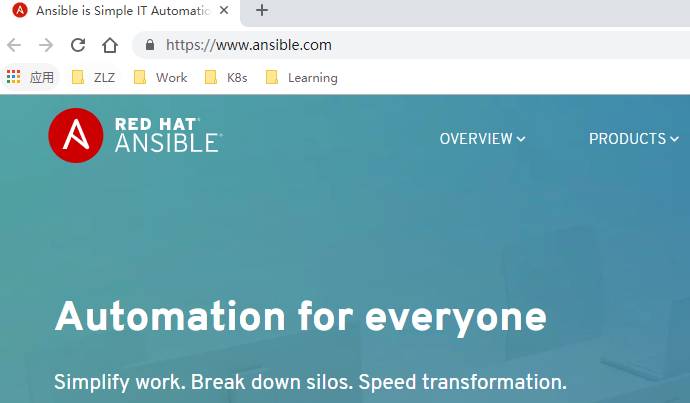 Ansible is Simple IT Automatic
https://www.ansible.com
应用 ZLZ Work K8s Learning
RED HAT®
ANSIBLE®
OVERVIEW PRODUCTS
Automation for everyone
Simplify work. Break down silos. Speed transformation.